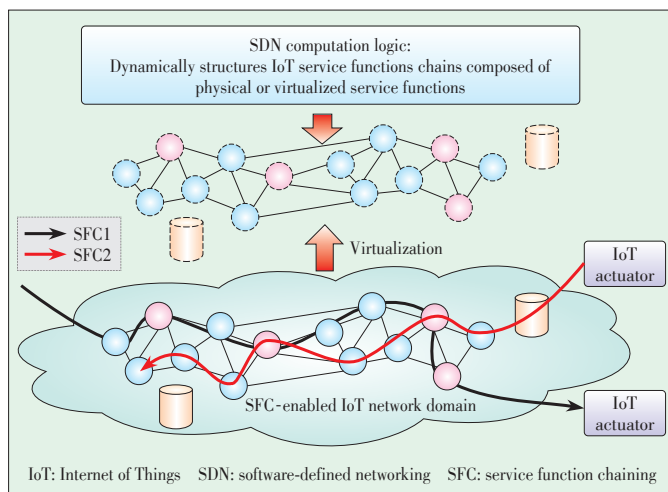 SDN computation logic:
Dynamically structures IoT service functions chains composed of
physical or virtualized service functions
SFC1
SFC2
Virtualization
IoT
actuator
SFC-enabled IoT network domain
IoT
actuator
IoT: Internet of Things SDN: software-defined networking SFC: service function chaining